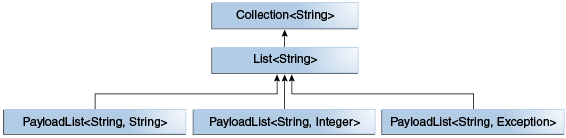 Collection<String>
List<String>
PayloadList<String, String>
PayloadList<String, Integer>
PayloadList<String, Exception>